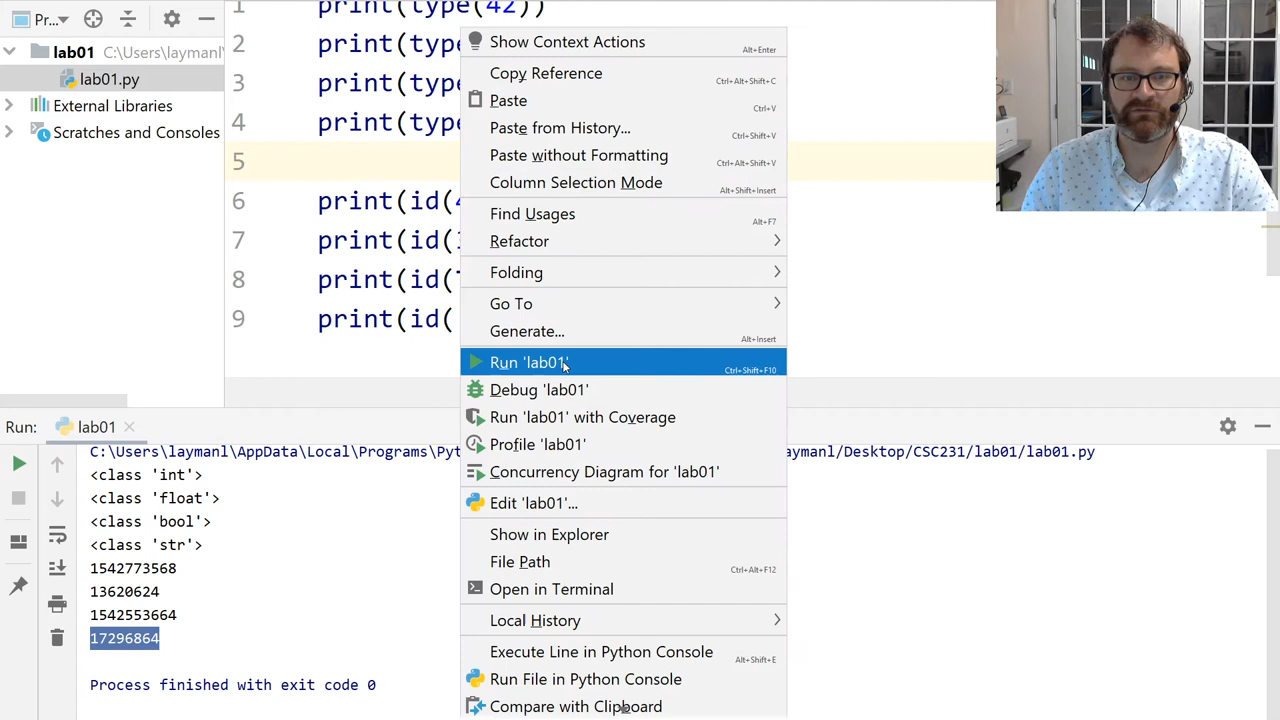 Pr...
lab01 C:\Users\laymanl
lab01.py
External Libraries
Scratches and Consoles
1 print(type(42))
2 print(type
3 print(type
4 print(type
5
6 print(id(4
7 print(id(
8 print(id(
9 print(id(
Show Context Actions Alt+Enter
Copy Reference Ctrl+Alt+Shift+C
Paste Ctrl+V
Paste from History... Ctrl+Shift+V
Paste without Formatting Ctrl+Alt+Shift+V
Column Selection Mode Alt+Shift+Insert
Find Usages Alt+F7
Refactor
Folding
Go To
Generate... Alt+Insert
Run 'lab01' Ctrl+Shift+F10
Debug 'lab01'
Run 'lab01' with Coverage
Profile 'lab01'
Concurrency Diagram for 'lab01'
Edit 'lab01'...
Show in Explorer
File Path Ctrl+Alt+F12
Open in Terminal
Local History
Execute Line in Python Console Alt+Shift+E
Run File in Python Console
Compare with Clipboard
Run: lab01
C:\Users\laymanl\AppData\Local\Programs\Pyt aymanl/Desktop/CSC231/lab01/lab01.py
<class 'int'>
<class 'float'>
<class 'bool'>
<class 'str'>
1542773568
13620624
1542553664
17296864
Process finished with exit code 0